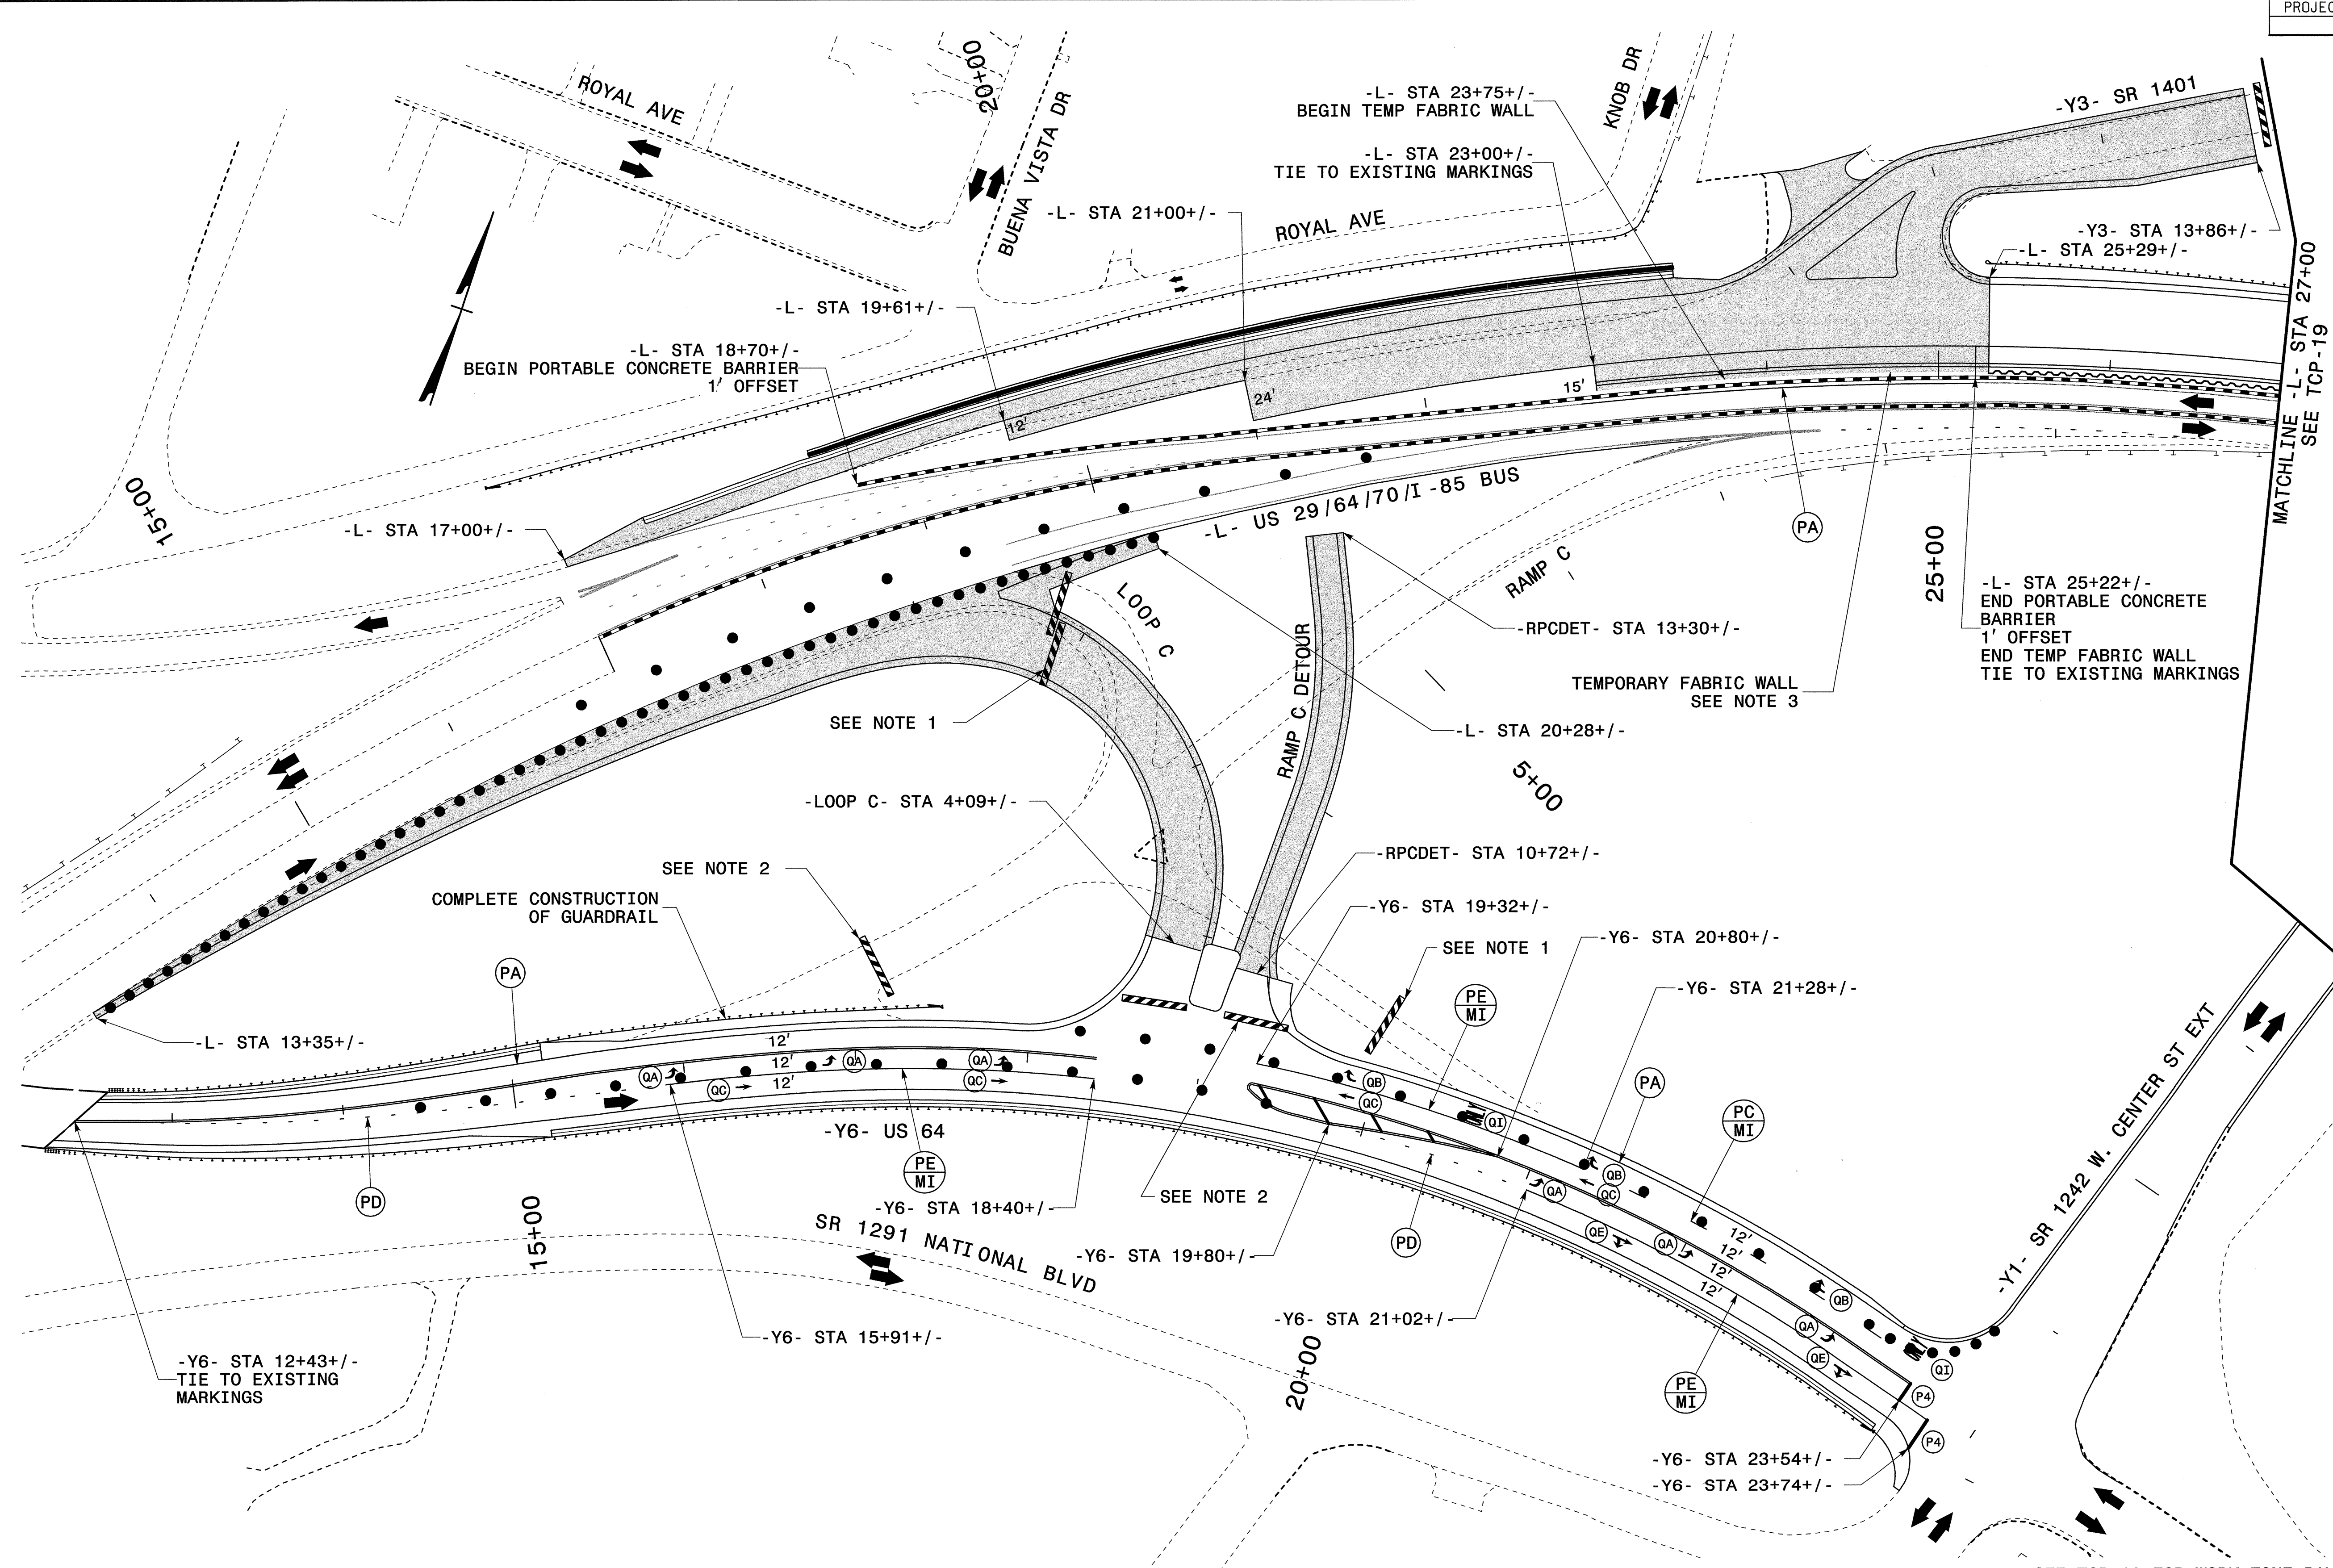 PROJEC
ROYAL AVE
20+00
BUENA VISTA DR
KNOB DR
-L- STA 23+75+/-
BEGIN TEMP FABRIC WALL
-L- STA 23+00+/-
TIE TO EXISTING MARKINGS
-Y3- SR 1401
-L- STA 21+00+/-
ROYAL AVE
-Y3- STA 13+86+/-
-L- STA 25+29+/-
-L- STA 19+61+/-
-L- STA 18+70+/-
BEGIN PORTABLE CONCRETE BARRIER
1' OFFSET
12'
24'
15'
MATCHLINE -L- STA 27+00
SEE TCP-19
15+00
-L- STA 17+00+/-
-L- US 29/64/70/I-85 BUS
PA
25+00
LOOP C
RAMP C
-L- STA 25+22+/-
END PORTABLE CONCRETE
BARRIER
1' OFFSET
END TEMP FABRIC WALL
TIE TO EXISTING MARKINGS
-RPCDET- STA 13+30+/-
RAMP C DETOUR
TEMPORARY FABRIC WALL
SEE NOTE 3
SEE NOTE 1
-L- STA 20+28+/-
5+00
-LOOP C- STA 4+09+/-
-RPCDET- STA 10+72+/-
SEE NOTE 2
COMPLETE CONSTRUCTION
OF GUARDRAIL
-Y6- STA 19+32+/-
-Y6- STA 20+80+/-
SEE NOTE 1
PA
PE
MI
-Y6- STA 21+28+/-
-L- STA 13+35+/-
12'
12'
12'
QA
QC
QA
QA
QC
QB
QC
QI
PA
PC
MI
-Y1- SR 1242 W. CENTER ST EXT
-Y6- US 64
PE
MI
PD
-Y6- STA 18+40+/-
SEE NOTE 2
QB
QC
QA
15+00
SR 1291 NATIONAL BLVD
-Y6- STA 19+80+/-
PD
QE
QA
12'
12'
12'
12'
QB
-Y6- STA 21+02+/-
-Y6- STA 15+91+/-
QA
QE
QI
-Y6- STA 12+43+/-
TIE TO EXISTING
MARKINGS
20+00
PE
MI
P4
P4
-Y6- STA 23+54+/-
-Y6- STA 23+74+/-